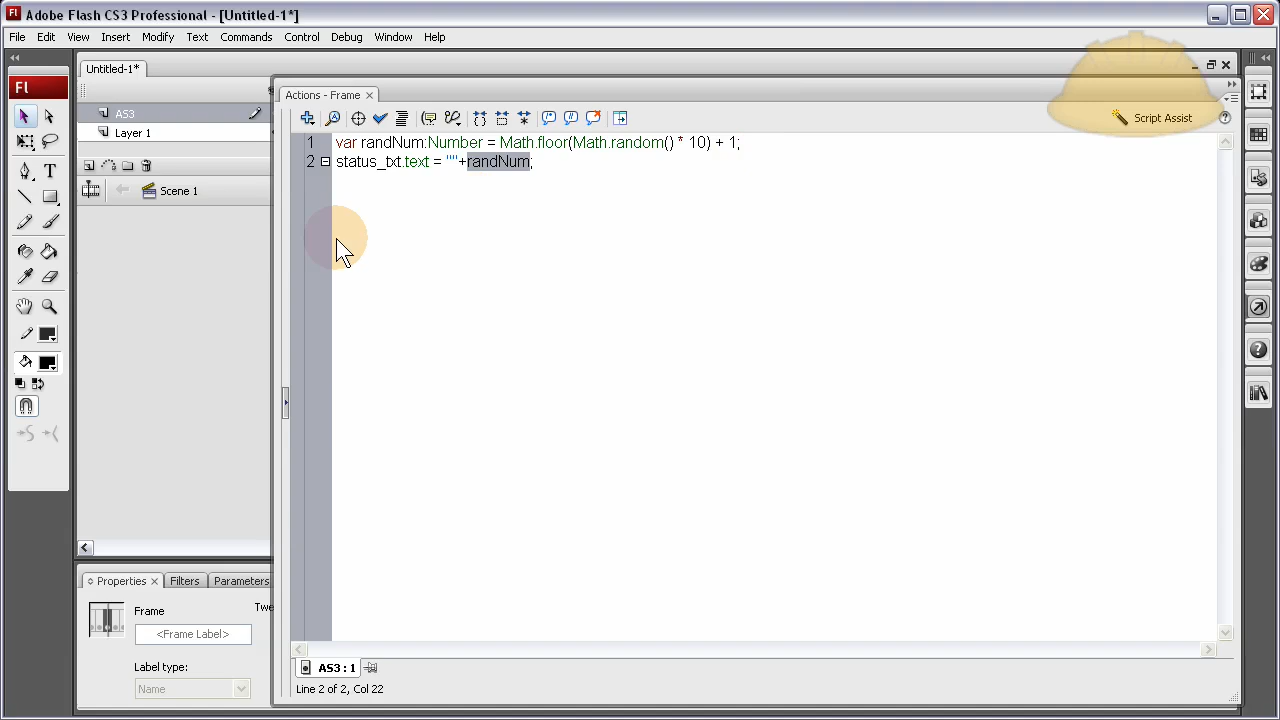 Fl Adobe Flash CS3 Professional - [Untitled-1*]
File Edit View Insert Modify Text Commands Control Debug Window Help
Untitled-1*
Fl
Actions - Frame
AS3
Script Assist
Layer 1
1 var randNum:Number = Math.floor(Math.random() * 10) + 1;
2 status_txt.text = ""+randNum;
Scene 1
Properties Filters Parameters
Frame
Twe
<Frame Label>
Label type:
Name
AS3 : 1
Line 2 of 2, Col 22